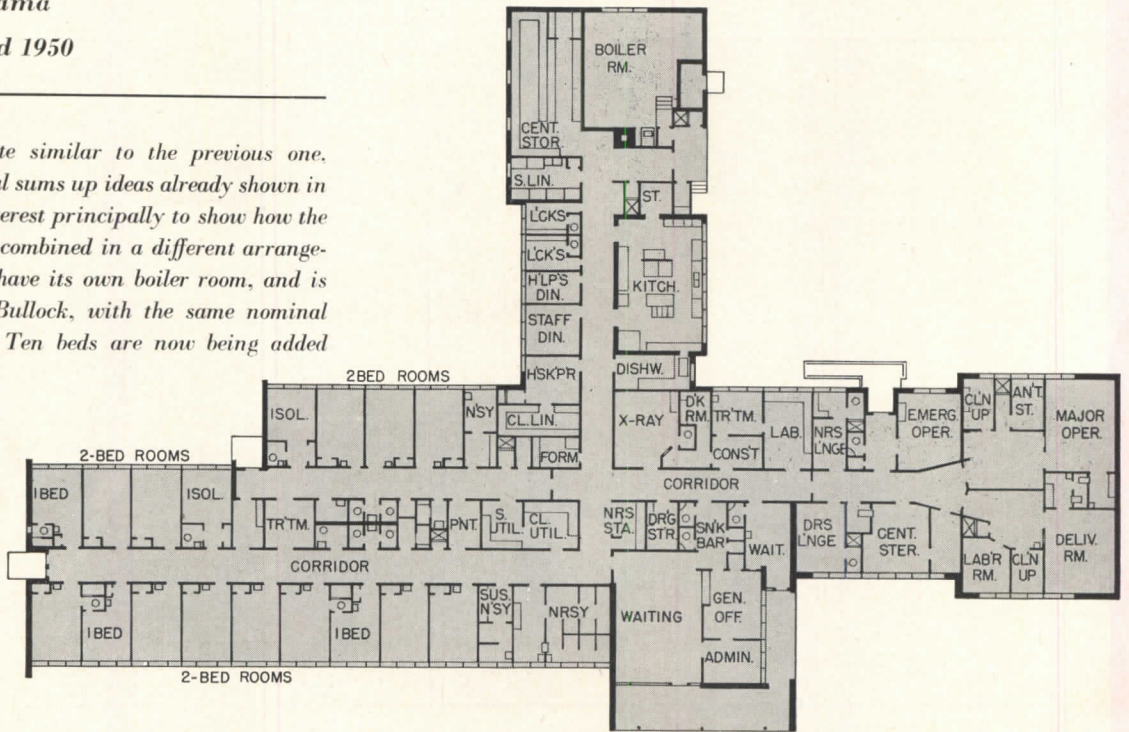 d 1950
te similar to the previous one,
al sums up ideas already shown in
erest principally to show how the
combined in a different arrange-
have its own boiler room, and is
Bullock, with the same nominal
Ten beds are now being added
BOILER
RM.
CENT.
STOR.
S.LIN.
ST.
L'CKS
L'CK'S
H'LP'S
DIN.
KITCH.
STAFF
DIN.
H'SK'P'R
DISHW.
CL.LIN.
FORM
2BED ROOMS
ISOL.
N'SY
X-RAY
D'K
RM.
TR'TM.
CONS'T
LAB.
NRS
L'NGE
EMERG.
OPER.
CL'N
UP
AN'T.
ST.
MAJOR
OPER.
2-BED ROOMS
1BED
ISOL.
TR'TM.
PNT.
S.
UTIL.
CL.
UTIL.
CORRIDOR
NRS
STA.
DR'G
STR.
SN'K
BAR
WAIT.
DRS
L'NGE
CENT.
STER.
LAB'R
RM.
CL'N
UP
DELIV.
RM.
CORRIDOR
1BED
1BED
SUS.
N'SY
NRSY
WAITING
GEN.
OFF.
ADMIN.
2-BED ROOMS